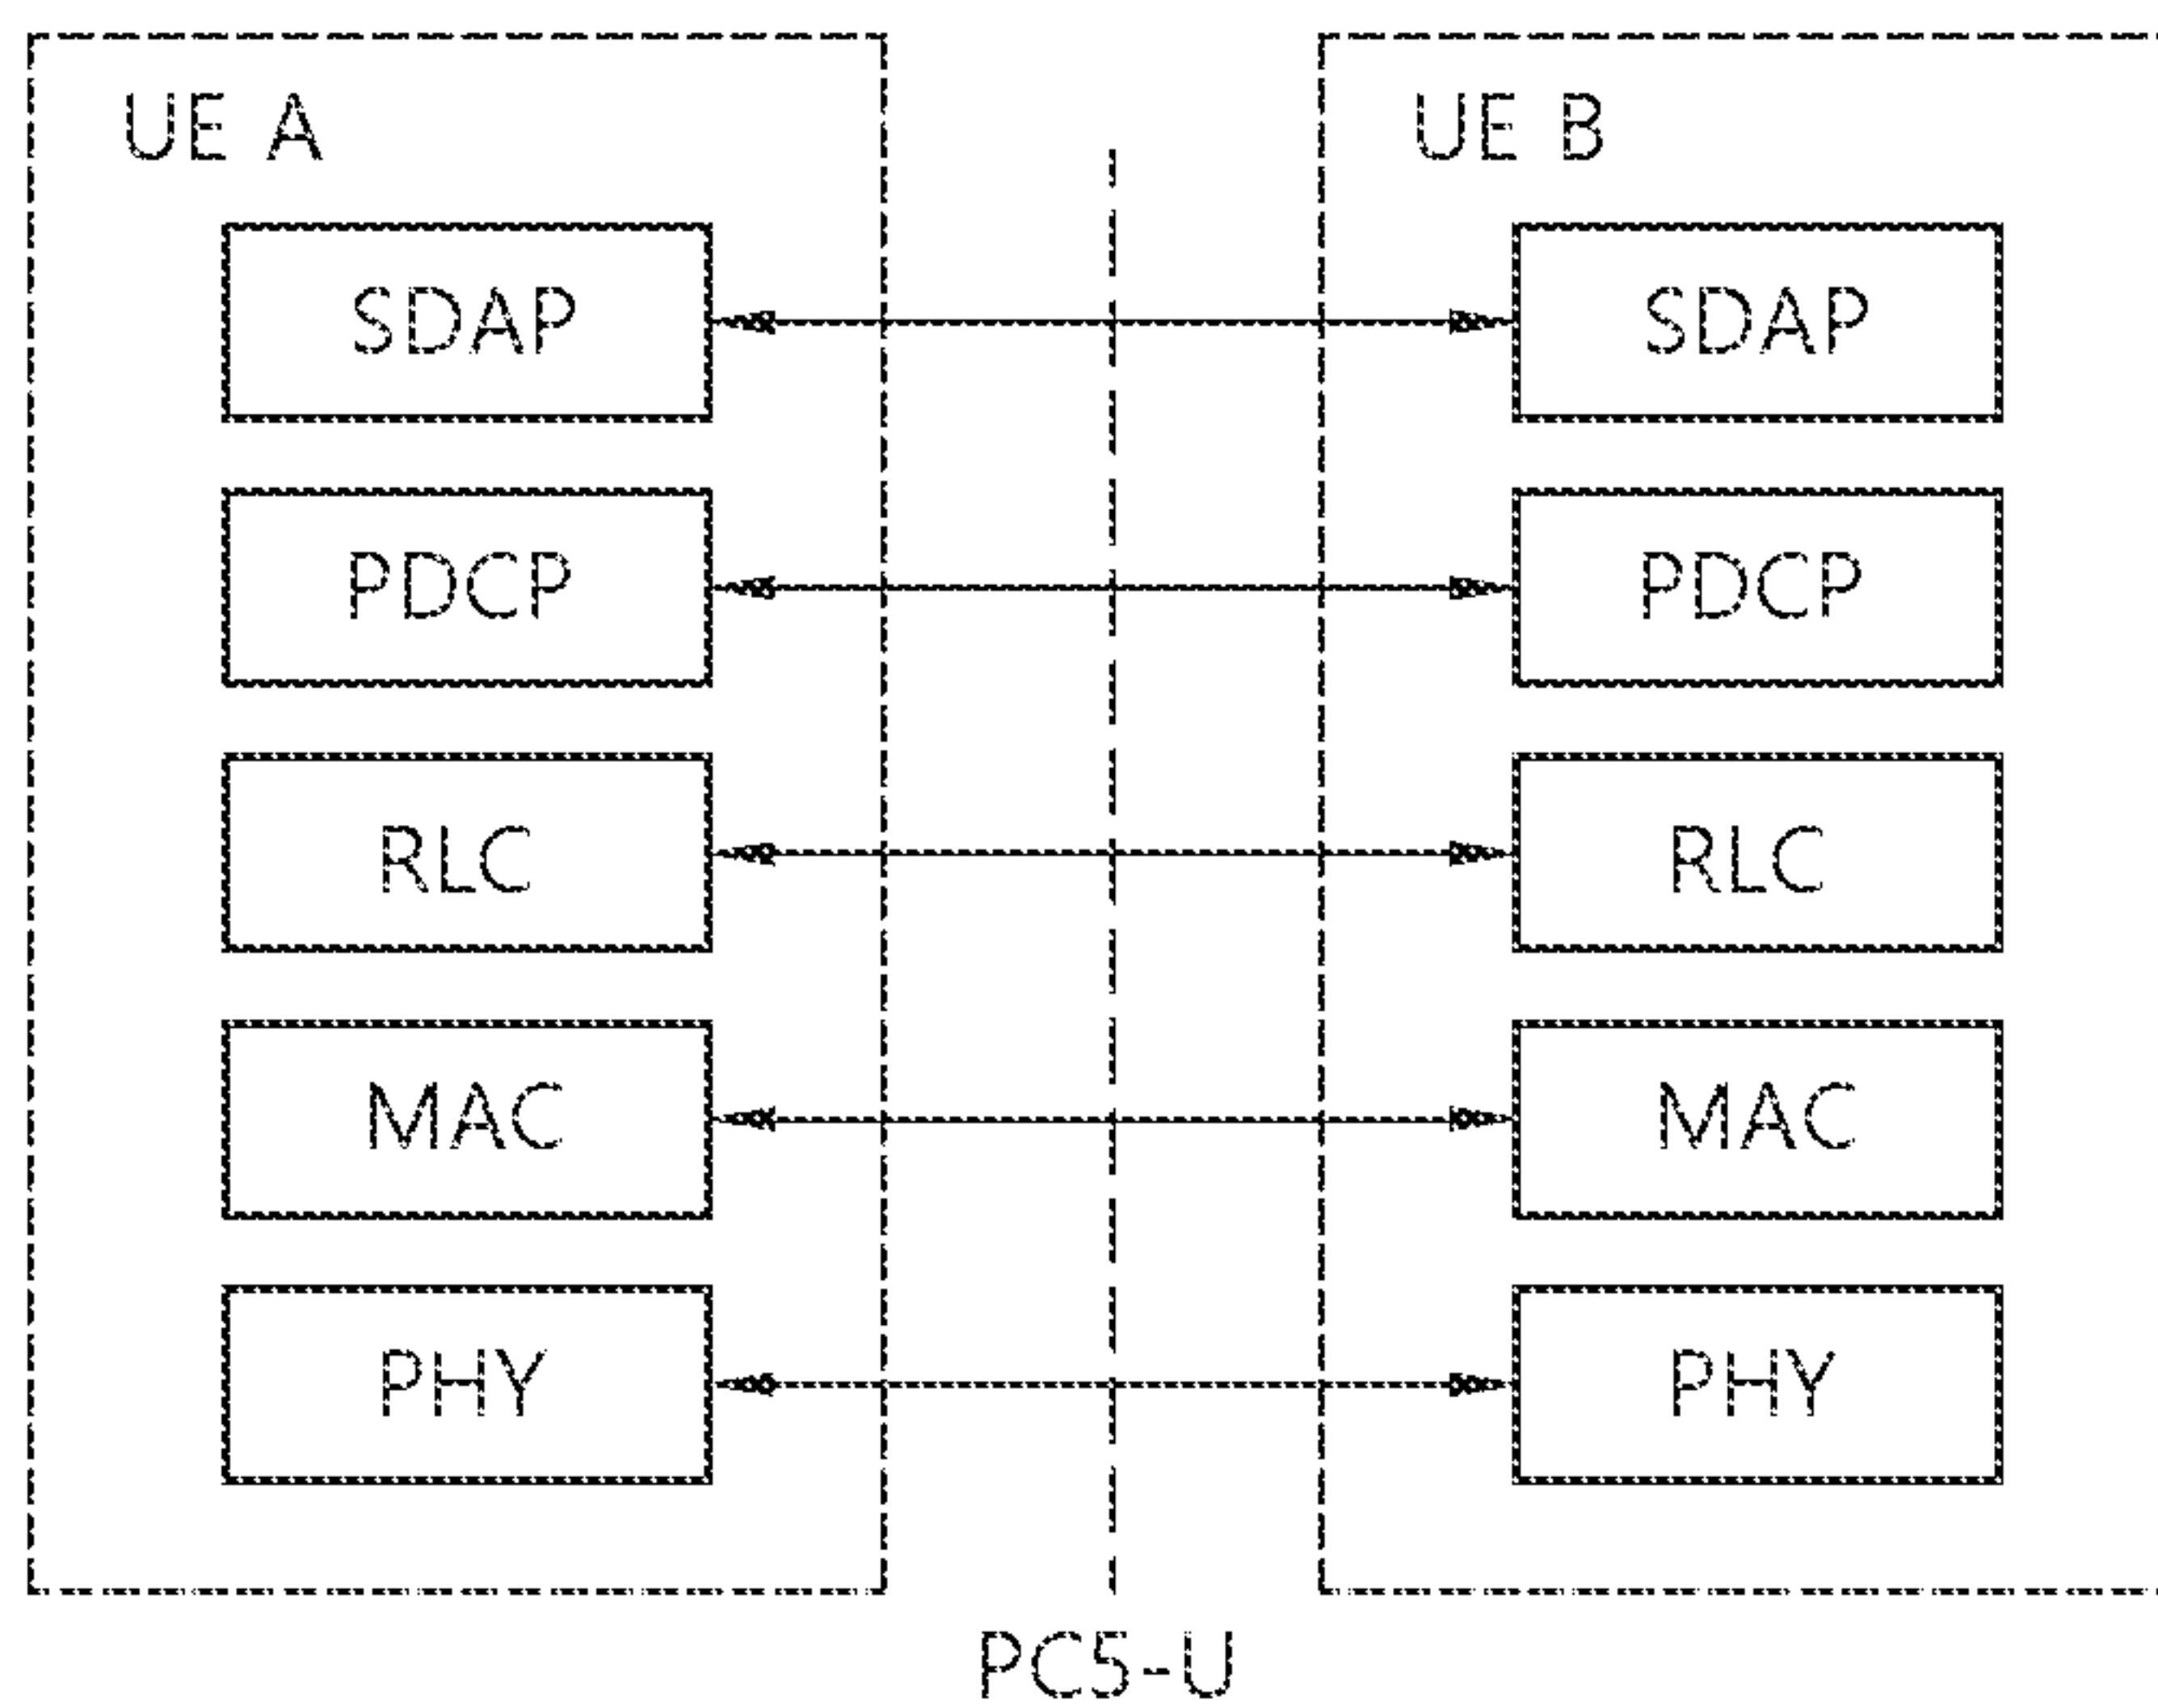 UE A
UE B
SDAP
SDAP
PDCP
PDCP
RLC
RLC
MAC
MAC
PHY
PHY
PC5-U